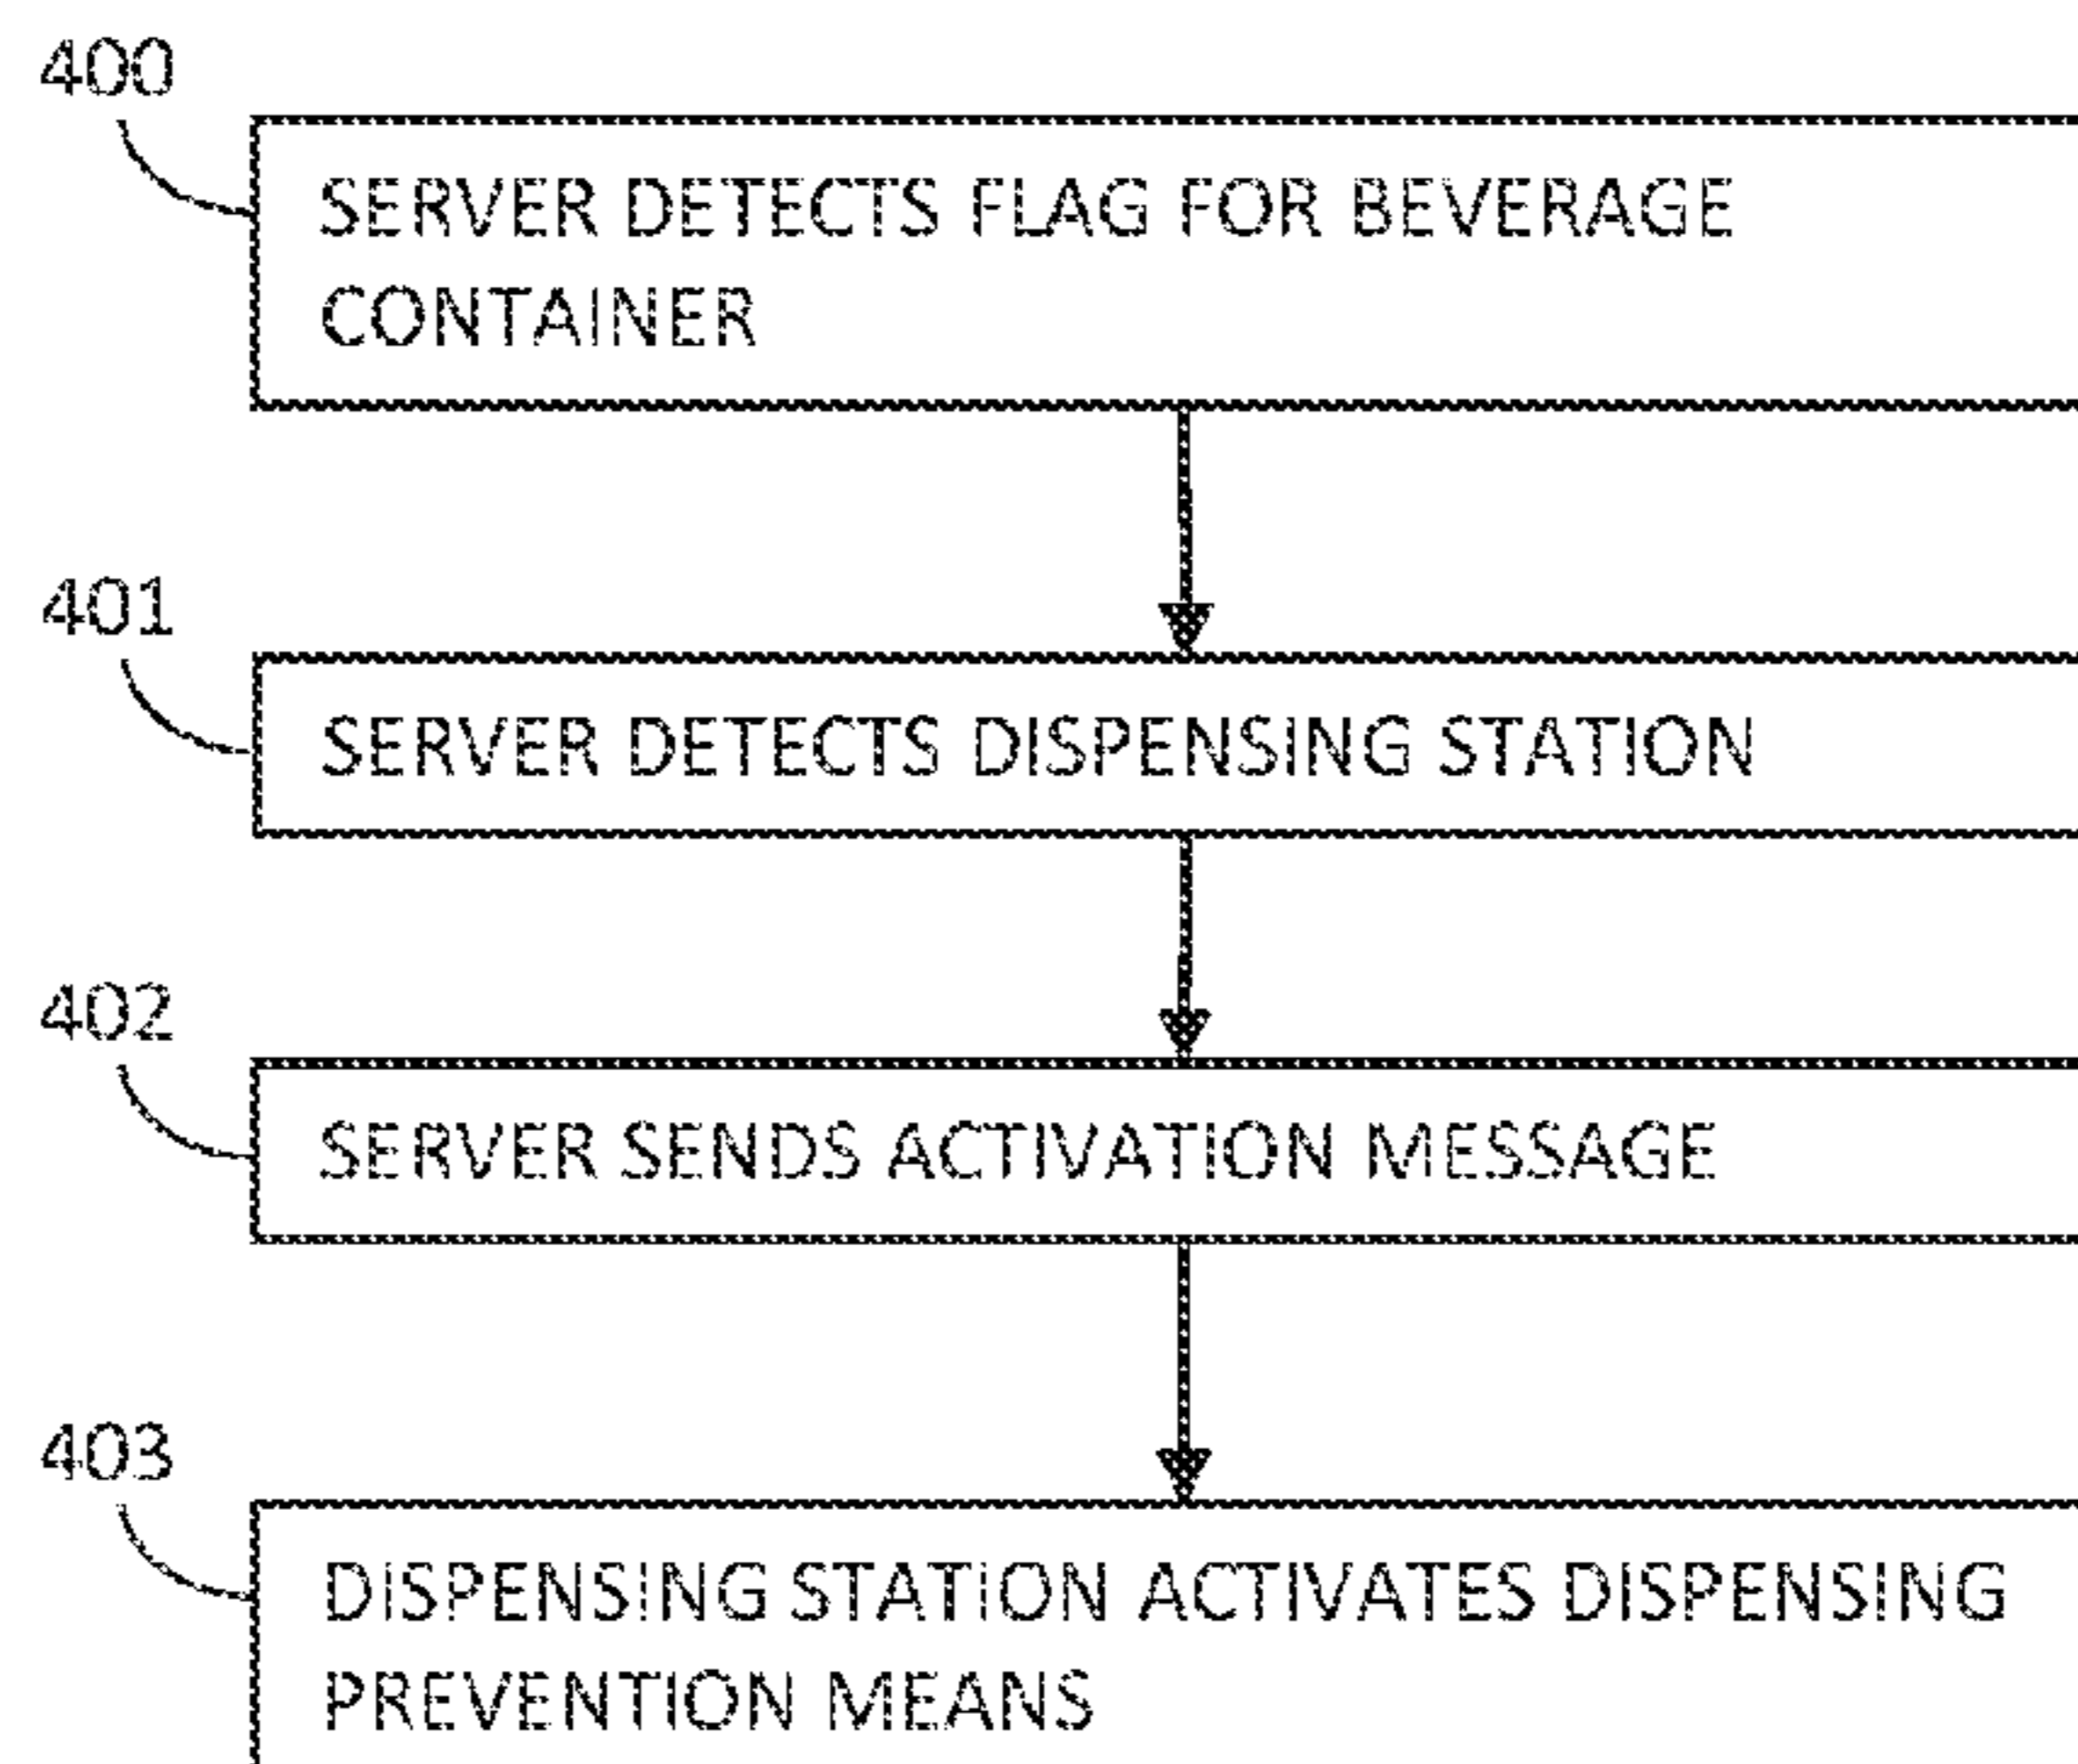 400
SERVER DETECTS FLAG FOR BEVERAGE
CONTAINER
401
SERVER DETECTS DISPENSING STATION
402
SERVER SENDS ACTIVATION MESSAGE
403
DISPENSING STATION ACTIVATES DISPENSING
PREVENTION MEANS